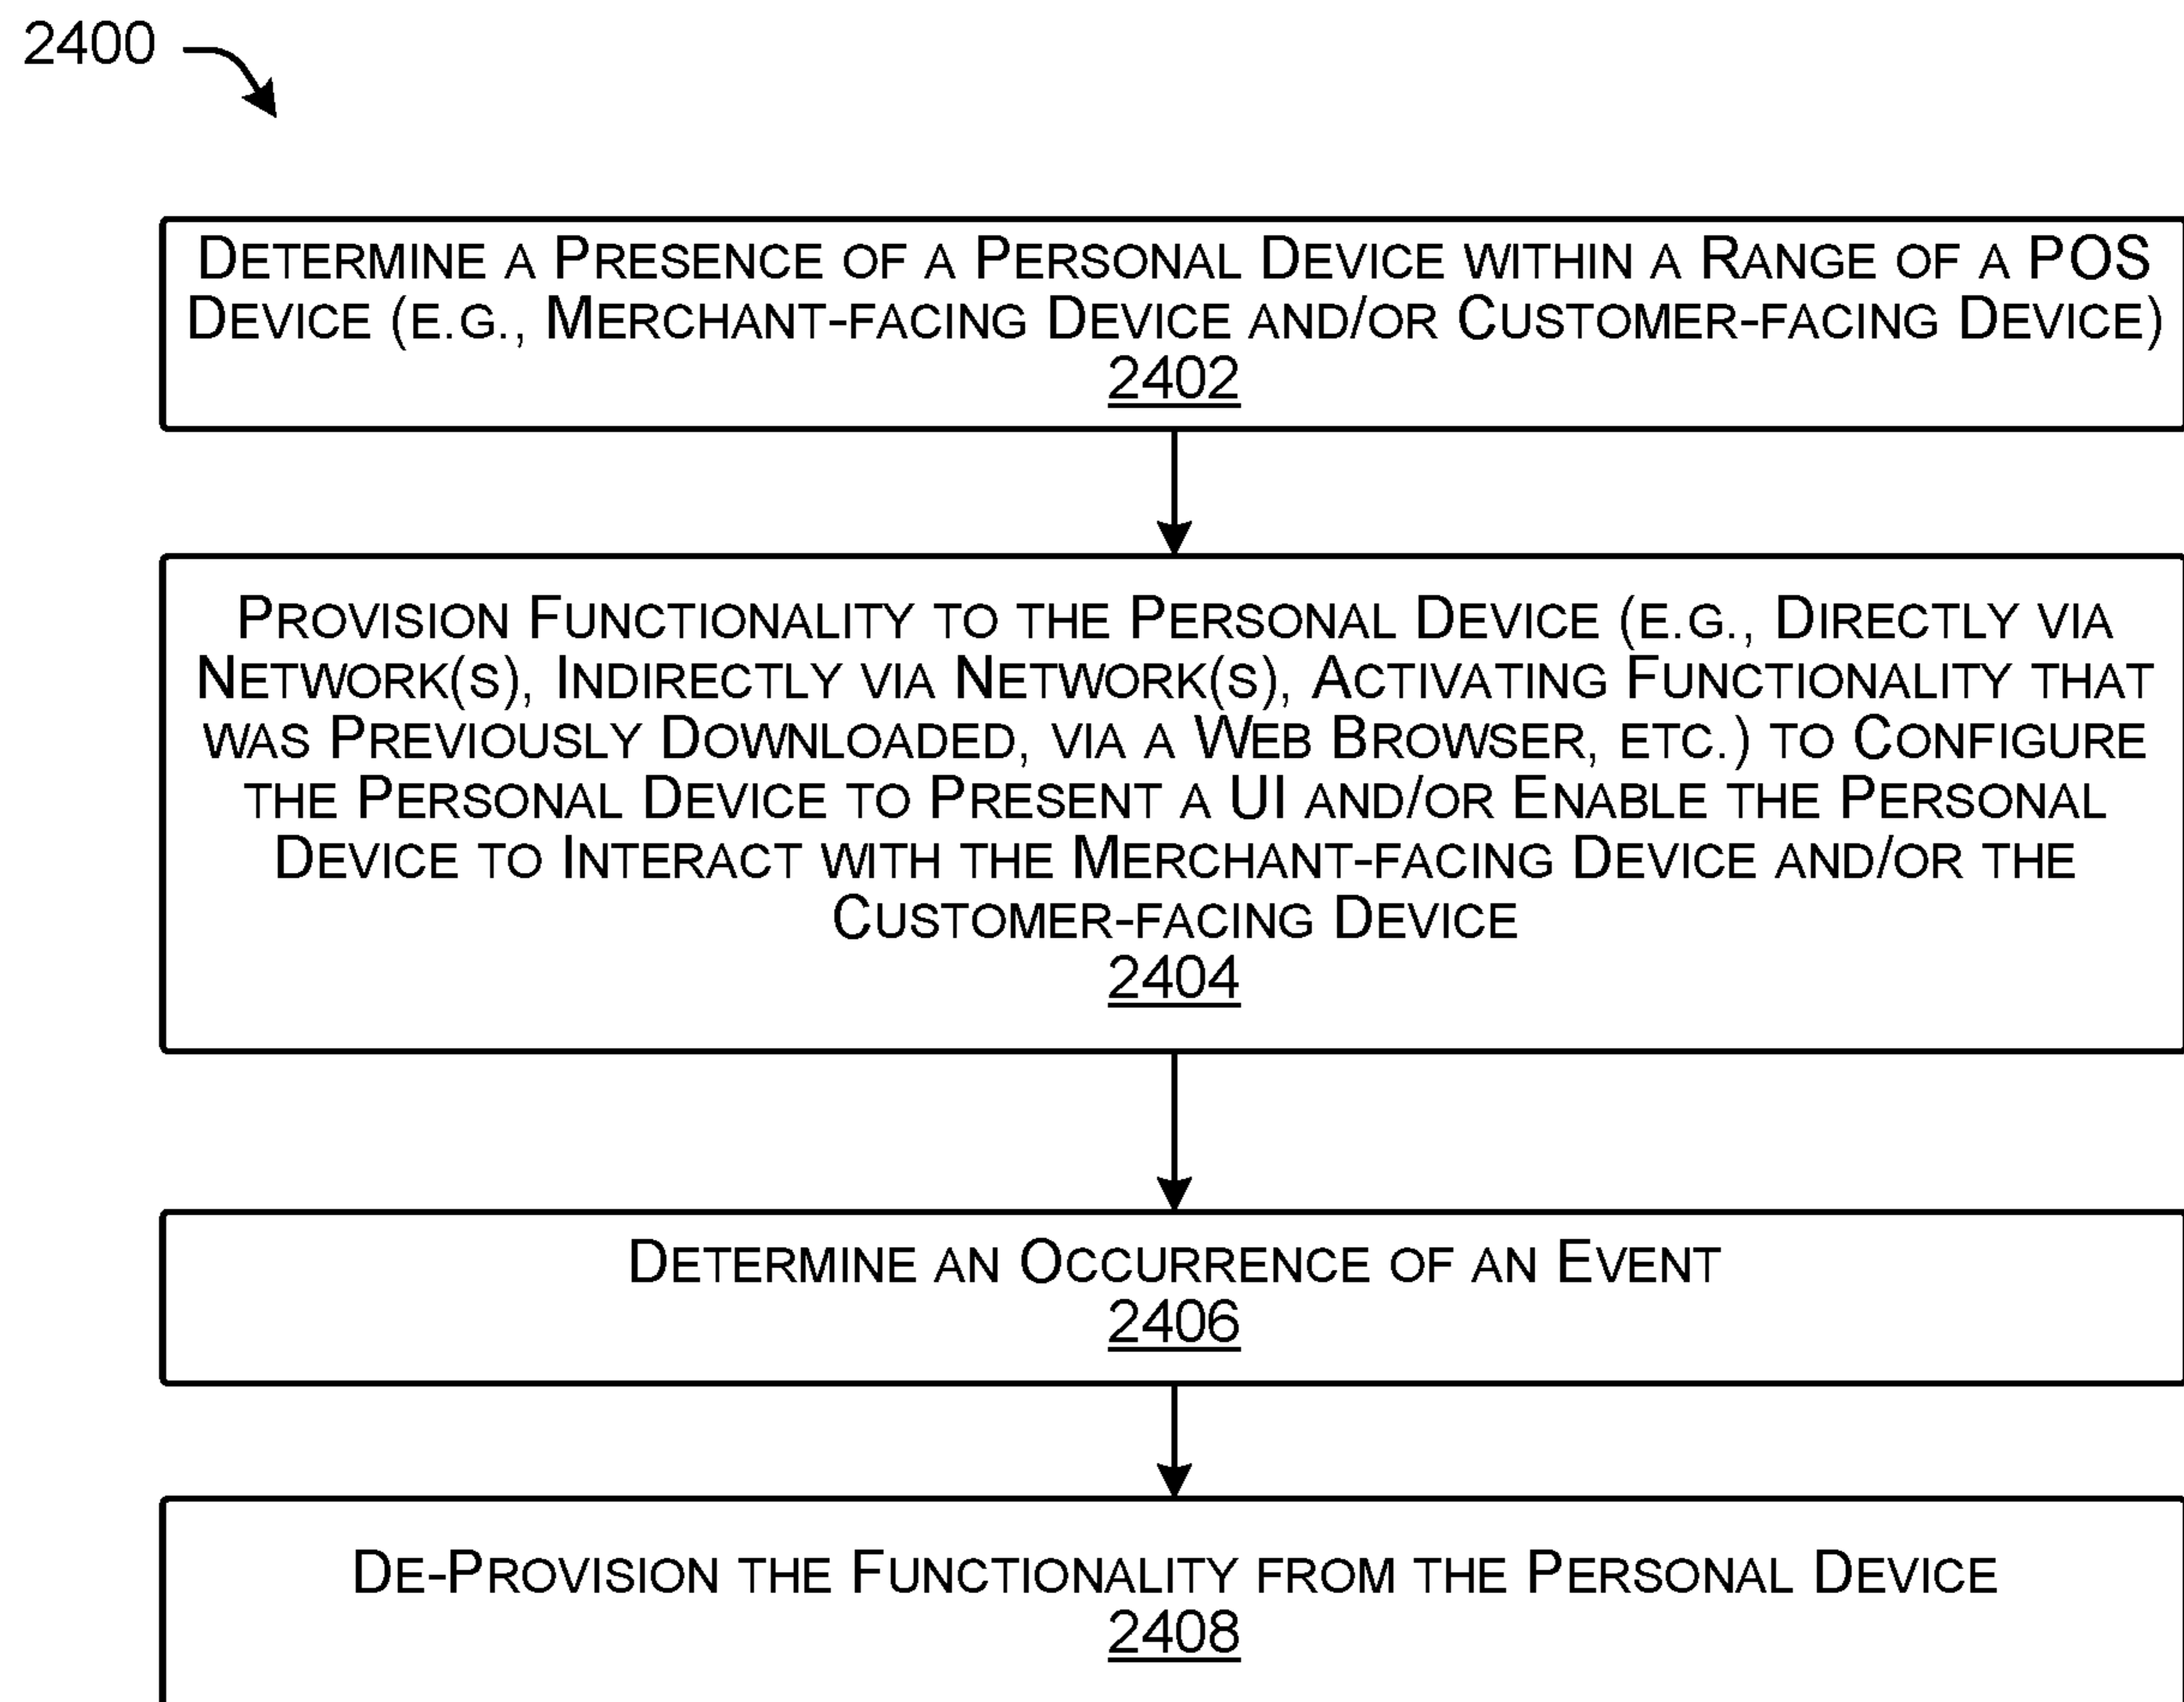 2400
DETERMINE A PRESENCE OF A PERSONAL DEVICE WITHIN A RANGE OF A POS
DEVICE (E.G., MERCHANT-FACING DEVICE AND/OR CUSTOMER-FACING DEVICE)
2402
PROVISION FUNCTIONALITY TO THE PERSONAL DEVICE (E.G., DIRECTLY VIA
NETWORK(S), INDIRECTLY VIA NETWORK(S), ACTIVATING FUNCTIONALITY THAT
WAS PREVIOUSLY DOWNLOADED, VIA A WEB BROWSER, ETC.) TO CONFIGURE
THE PERSONAL DEVICE TO PRESENT A UI AND/OR ENABLE THE PERSONAL
DEVICE TO INTERACT WITH THE MERCHANT-FACING DEVICE AND/OR THE
CUSTOMER-FACING DEVICE
2404
DETERMINE AN OCCURRENCE OF AN EVENT
2406
DE-PROVISION THE FUNCTIONALITY FROM THE PERSONAL DEVICE
2408